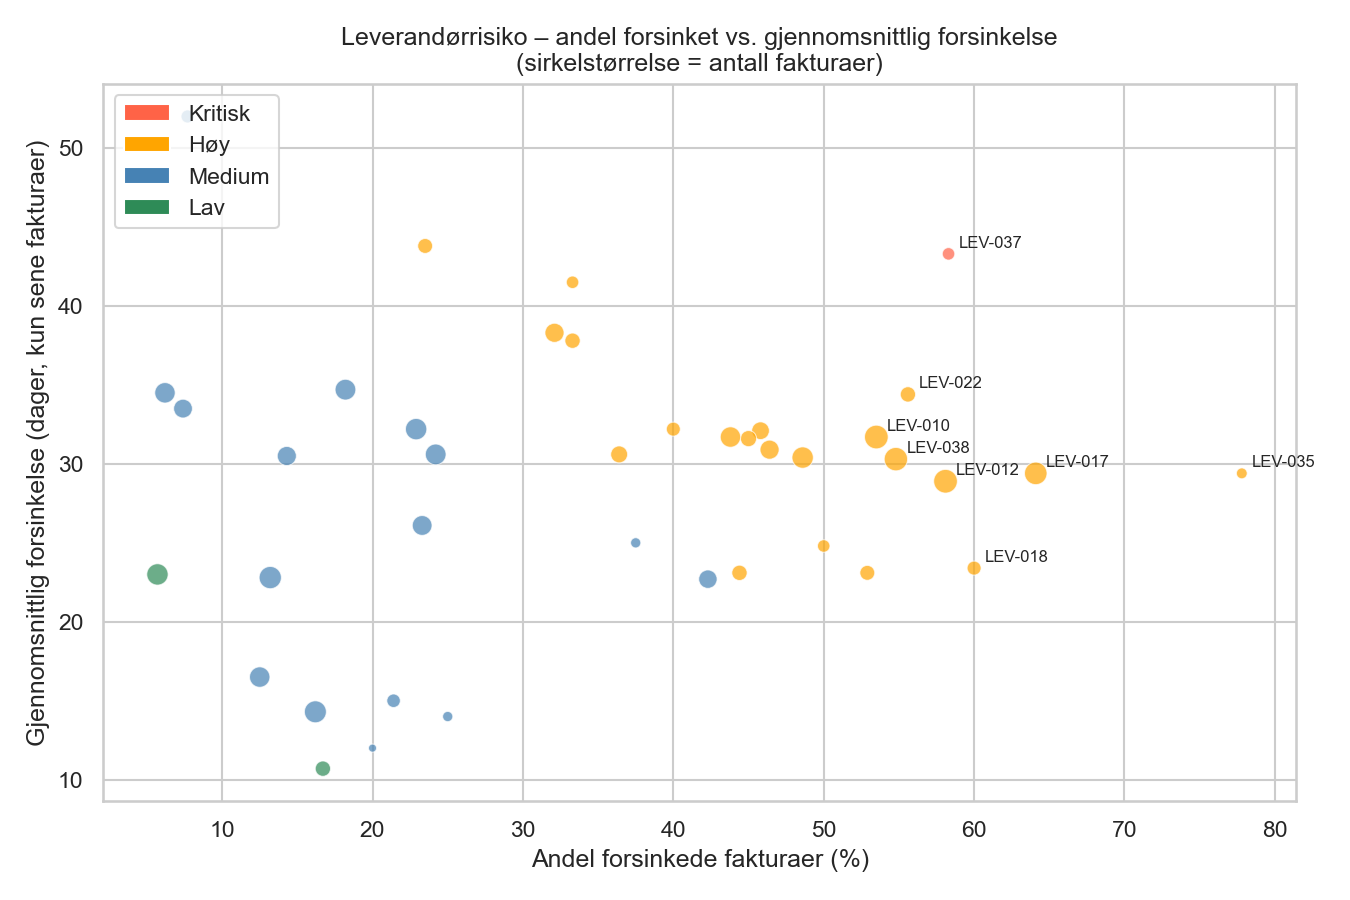 Leverandørrisiko – andel forsinket vs. gjennomsnittlig forsinkelse
(sirkelstørrelse = antall fakturaer)
Kritisk
Høy
Medium
Lav
Gjennomsnittlig forsinkelse (dager, kun sene fakturaer)
50
40
30
20
10
LEV-037
LEV-022
LEV-010
LEV-038
LEV-012
LEV-017
LEV-035
LEV-018
10 20 30 40 50 60 70 80
Andel forsinkede fakturaer (%)